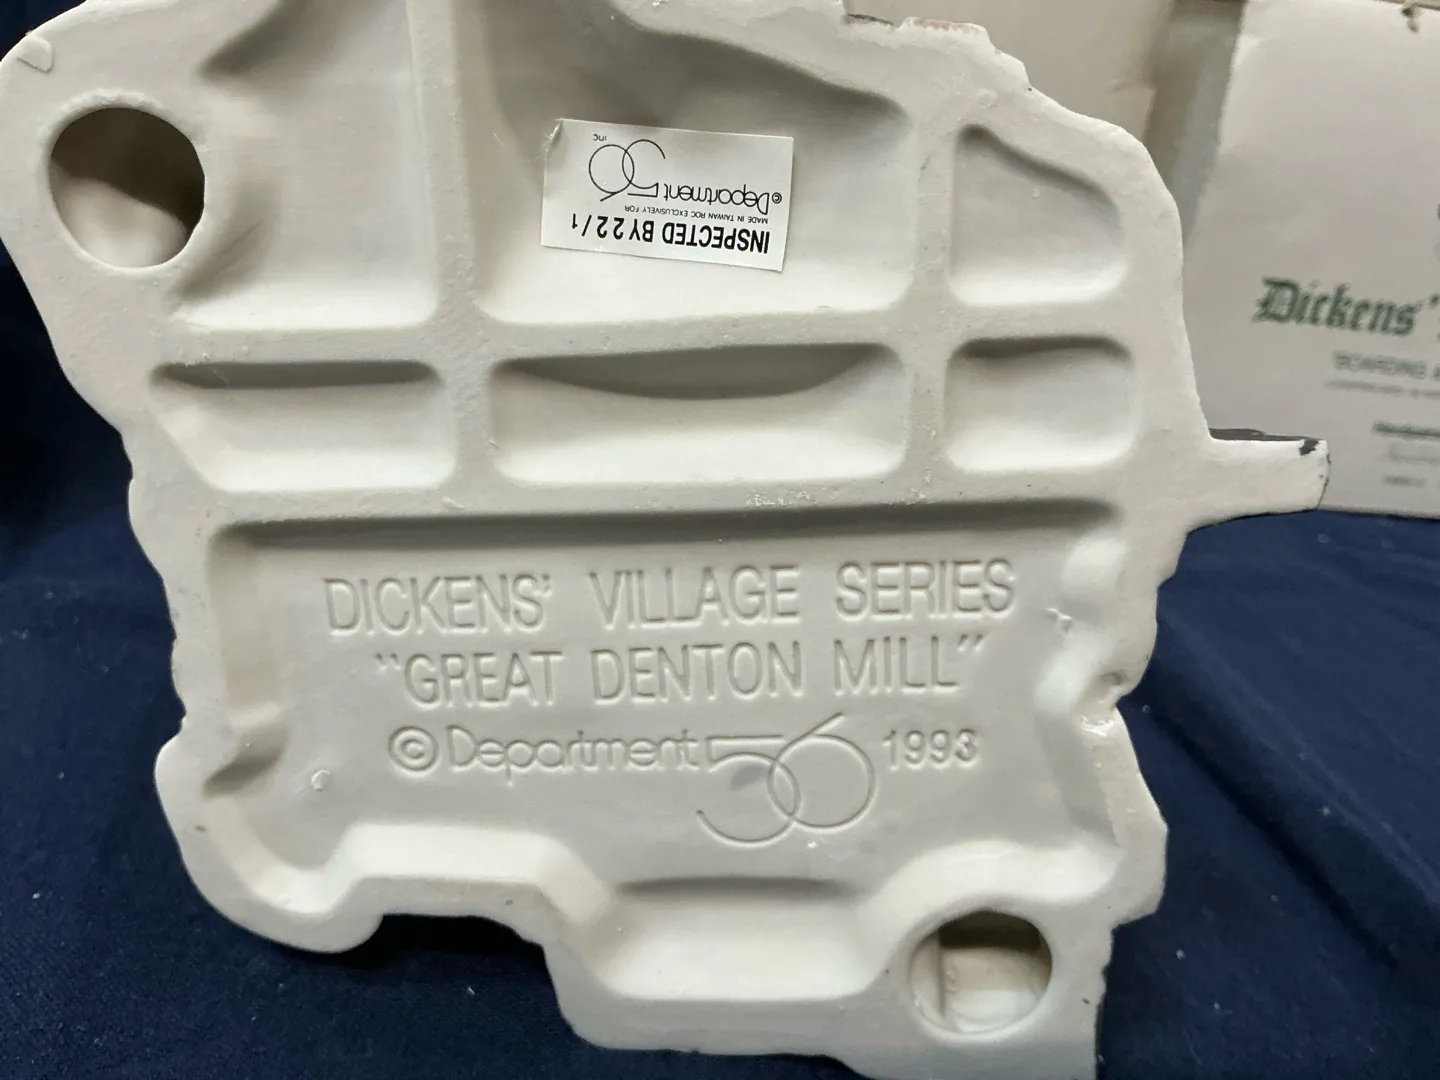 inc
©Department 56
MADE IN TAIWAN ROC EXCLUSIVELY FOR
INSPECTED BY 22/1
DICKENS' VILLAGE SERIES
"GREAT DENTON MILL"
©Department 56 1993
Dickens'